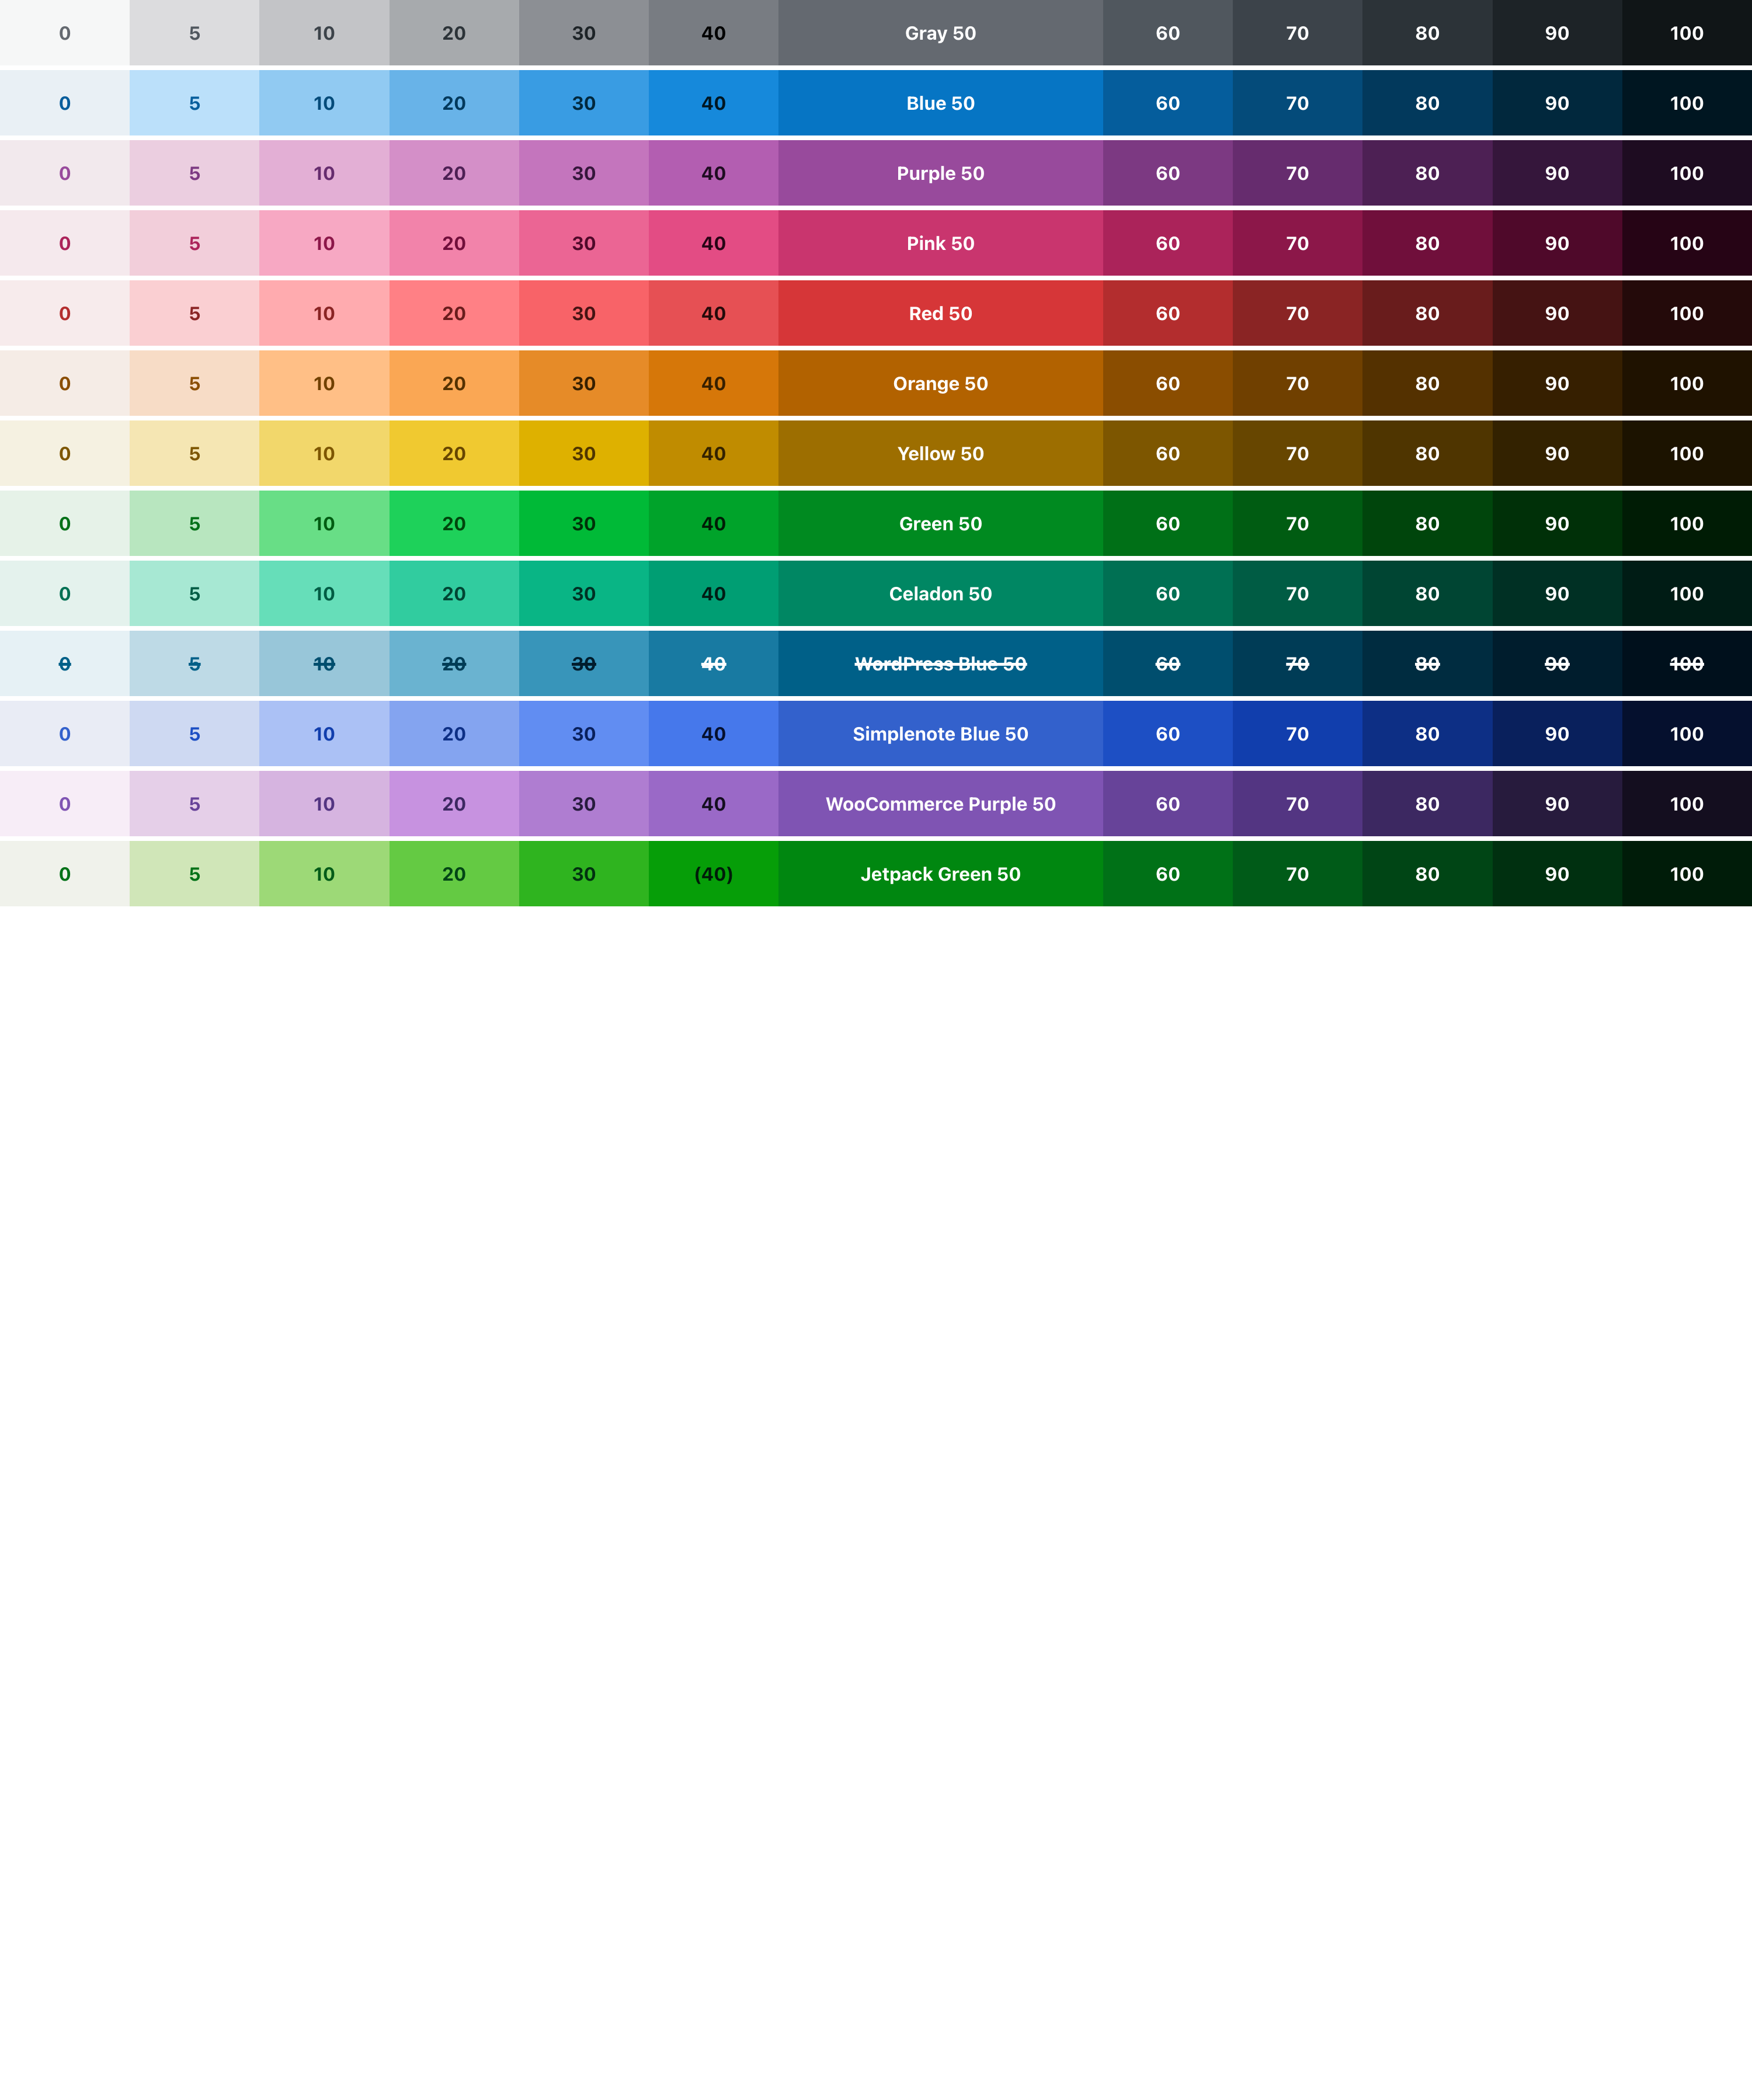 0 5 10 20 30 40 Gray 50 60 70 80 90 100
0 5 10 20 30 40 Blue 50 60 70 80 90 100
0 5 10 20 30 40 Purple 50 60 70 80 90 100
0 5 10 20 30 40 Pink 50 60 70 80 90 100
0 5 10 20 30 40 Red 50 60 70 80 90 100
0 5 10 20 30 40 Orange 50 60 70 80 90 100
0 5 10 20 30 40 Yellow 50 60 70 80 90 100
0 5 10 20 30 40 Green 50 60 70 80 90 100
0 5 10 20 30 40 Celadon 50 60 70 80 90 100
0 5 10 20 30 40 WordPress Blue 50 60 70 80 90 100
0 5 10 20 30 40 Simplenote Blue 50 60 70 80 90 100
0 5 10 20 30 40 WooCommerce Purple 50 60 70 80 90 100
0 5 10 20 30 (40) Jetpack Green 50 60 70 80 90 100